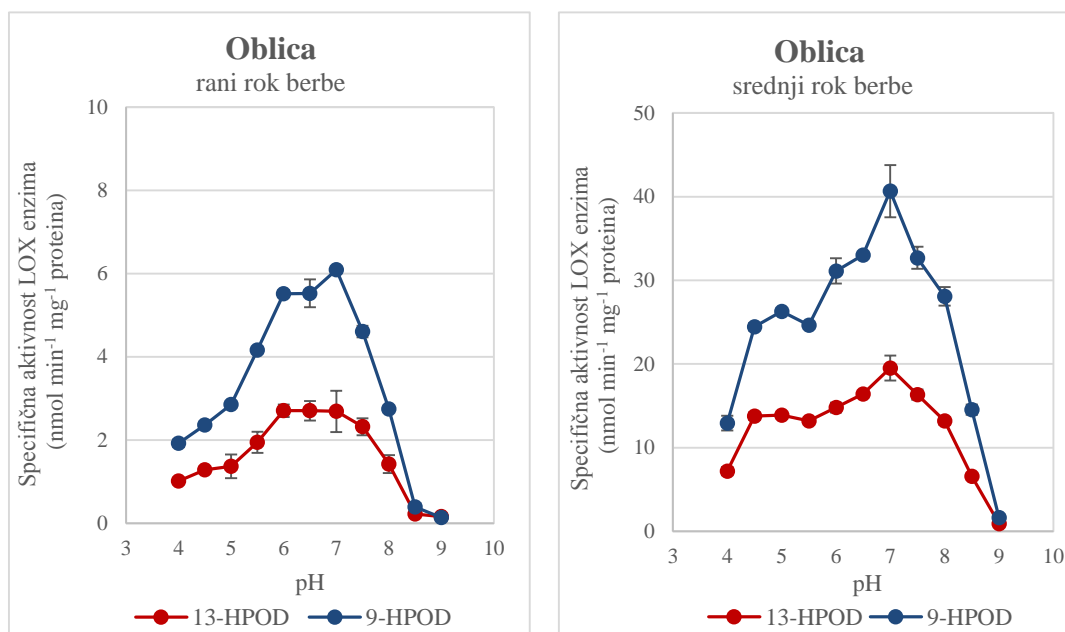 Oblica
rani rok berbe
Specifična aktivnost LOX enzima
(nmol min-1 mg-1 proteina)
10
8
6
4
2
0
3 4 5 6 7 8 9 10
pH
13-HPOD 9-HPOD
Oblica
srednji rok berbe
Specifična aktivnost LOX enzima
(nmol min-1 mg-1 proteina)
50
40
30
20
10
0
3 4 5 6 7 8 9 10
pH
13-HPOD 9-HPOD